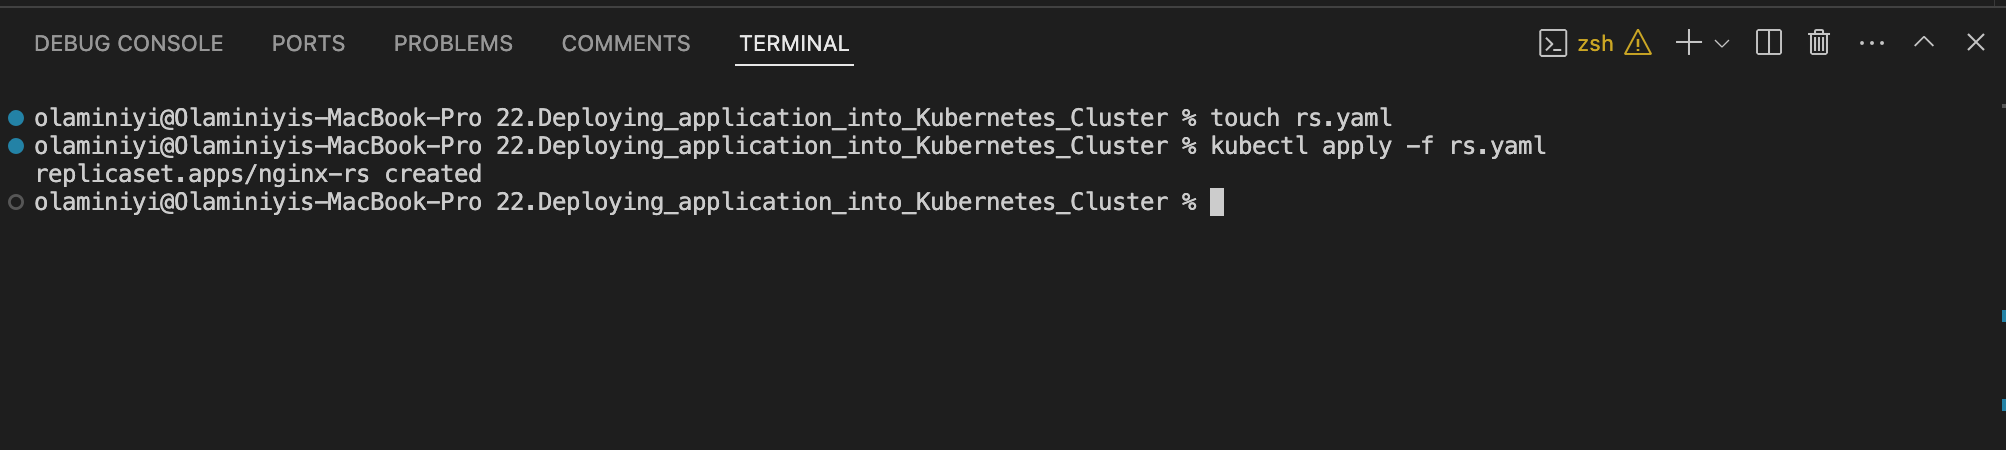 DEBUG CONSOLE PORTS PROBLEMS COMMENTS TERMINAL zsh
olaminiyi@Olaminiyis-MacBook-Pro 22.Deploying_application_into_Kubernetes_Cluster % touch rs.yaml
olaminiyi@Olaminiyis-MacBook-Pro 22.Deploying_application_into_Kubernetes_Cluster % kubectl apply -f rs.yaml
replicaset.apps/nginx-rs created
olaminiyi@Olaminiyis-MacBook-Pro 22.Deploying_application_into_Kubernetes_Cluster %